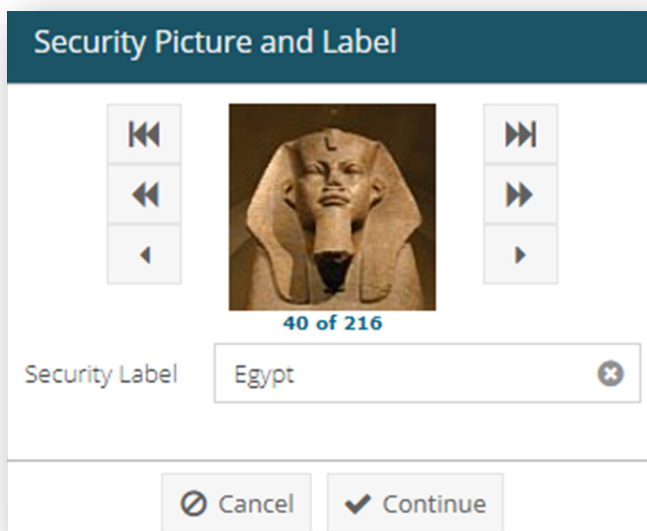 Security Picture and Label
40 of 216
Security Label Egypt
Cancel Continue